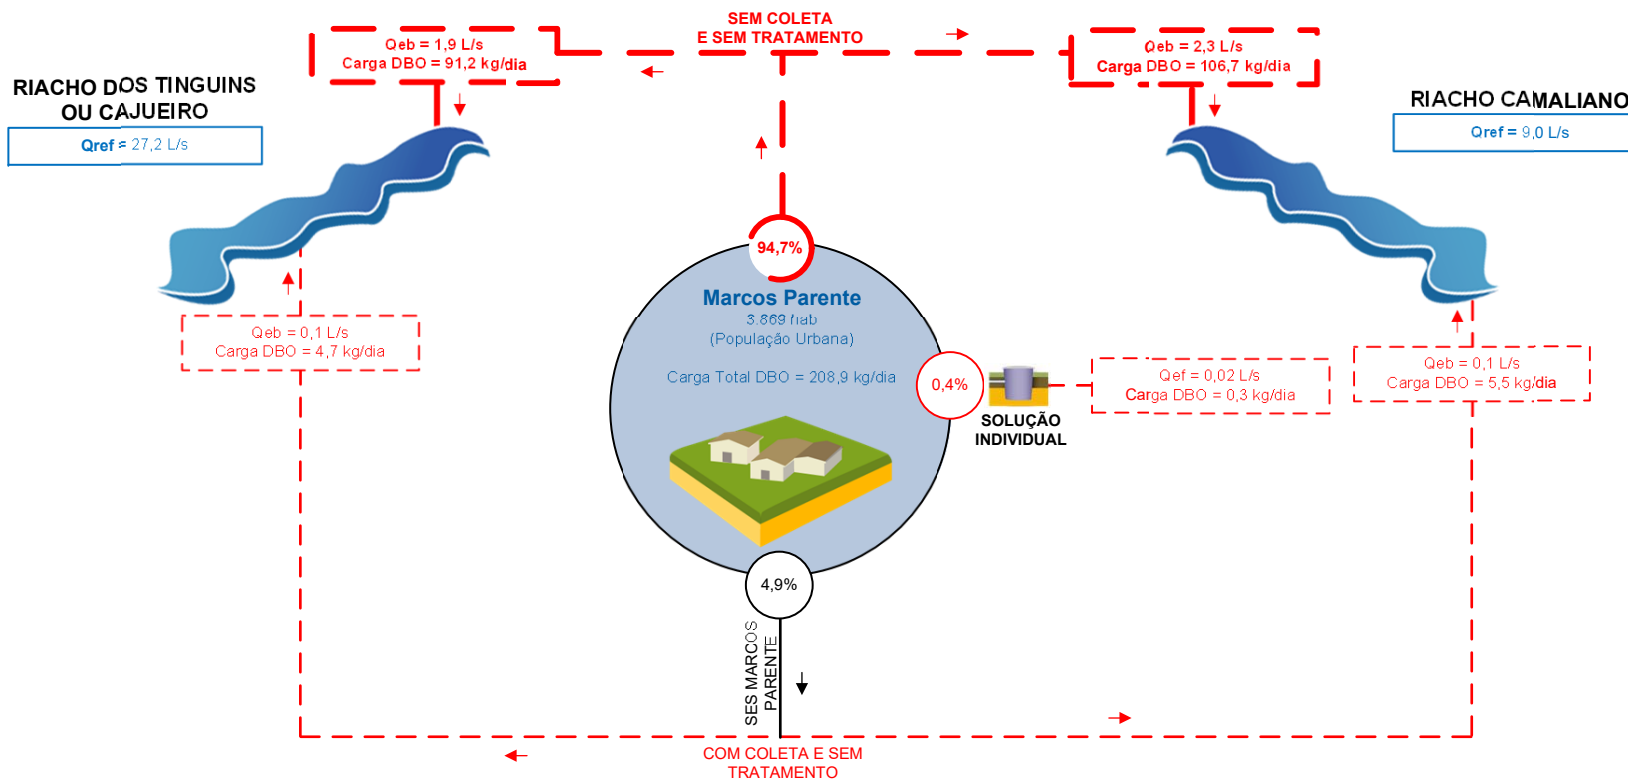 SEM COLETA
E SEM TRATAMENTO
Qeb = 1,9 L/s
Carga DBO = 91,2 kg/dia
Qeb = 2,3 L/s
Carga DBO = 106,7 kg/dia
RIACHO DOS TINGUINS
OU CAJUEIRO
Qref = 27,2 L/s
RIACHO CAMALIANO
Qref = 9,0 L/s
94,7%
Marcos Parente
3.869 hab
(População Urbana)
Carga Total DBO = 208,9 kg/dia
Qeb = 0,1 L/s
Carga DBO = 4,7 kg/dia
0,4%
SOLUÇÃO
INDIVIDUAL
Qef = 0,02 L/s
Carga DBO = 0,3 kg/dia
Qeb = 0,1 L/s
Carga DBO = 5,5 kg/dia
4,9%
SES MARCOS
PARENTE
COM COLETA E SEM
TRATAMENTO